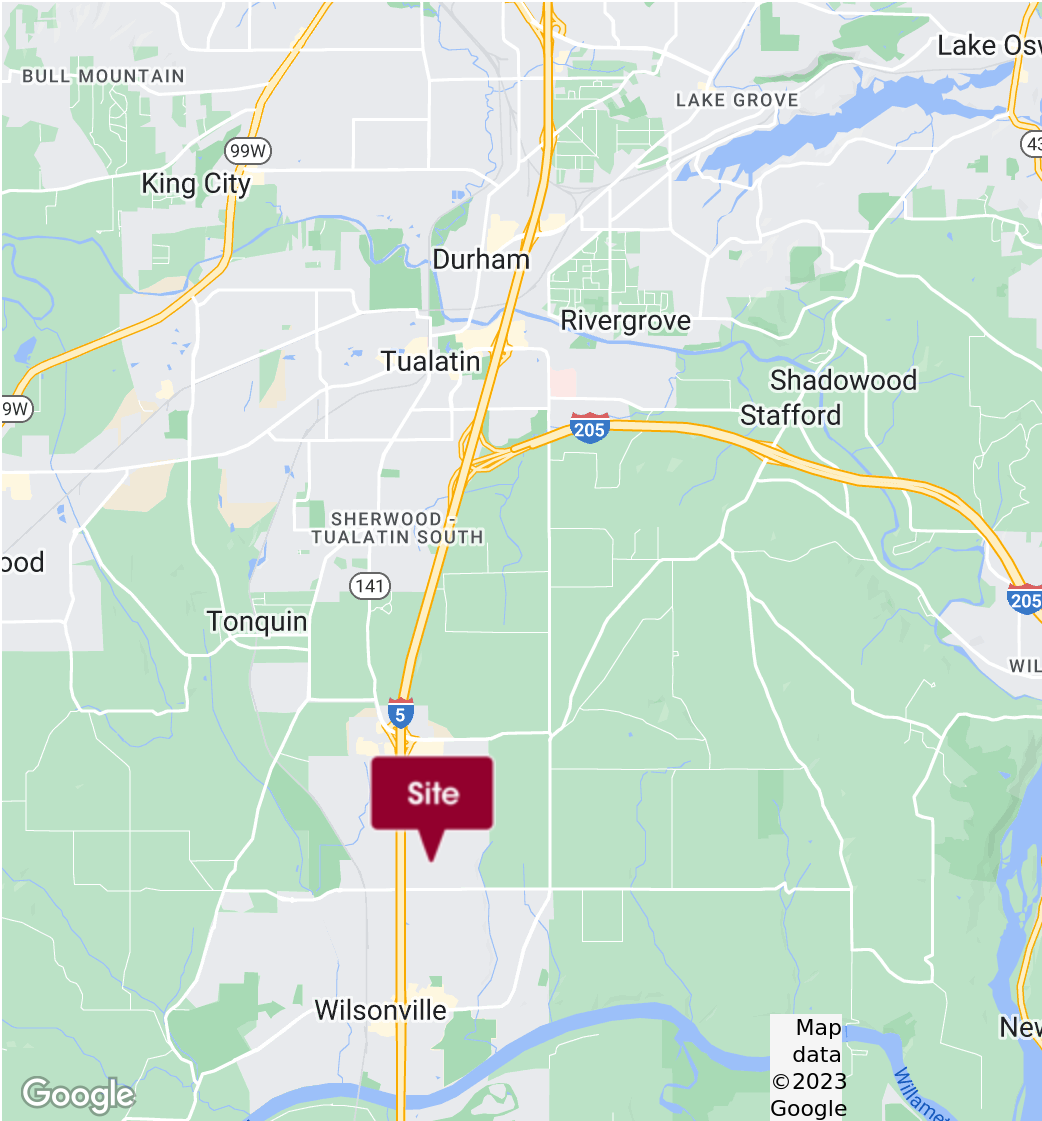 Lake Osw
BULL MOUNTAIN
LAKE GROVE
99W
43
King City
Durham
Rivergrove
Tualatin
Shadowood
9W
Stafford
205
SHERWOOD -
TUALATIN SOUTH
ood
141
205
Tonquin
WIL
5
Site
Wilsonville
Map
data
©2023
Google
New
Google
Willamet